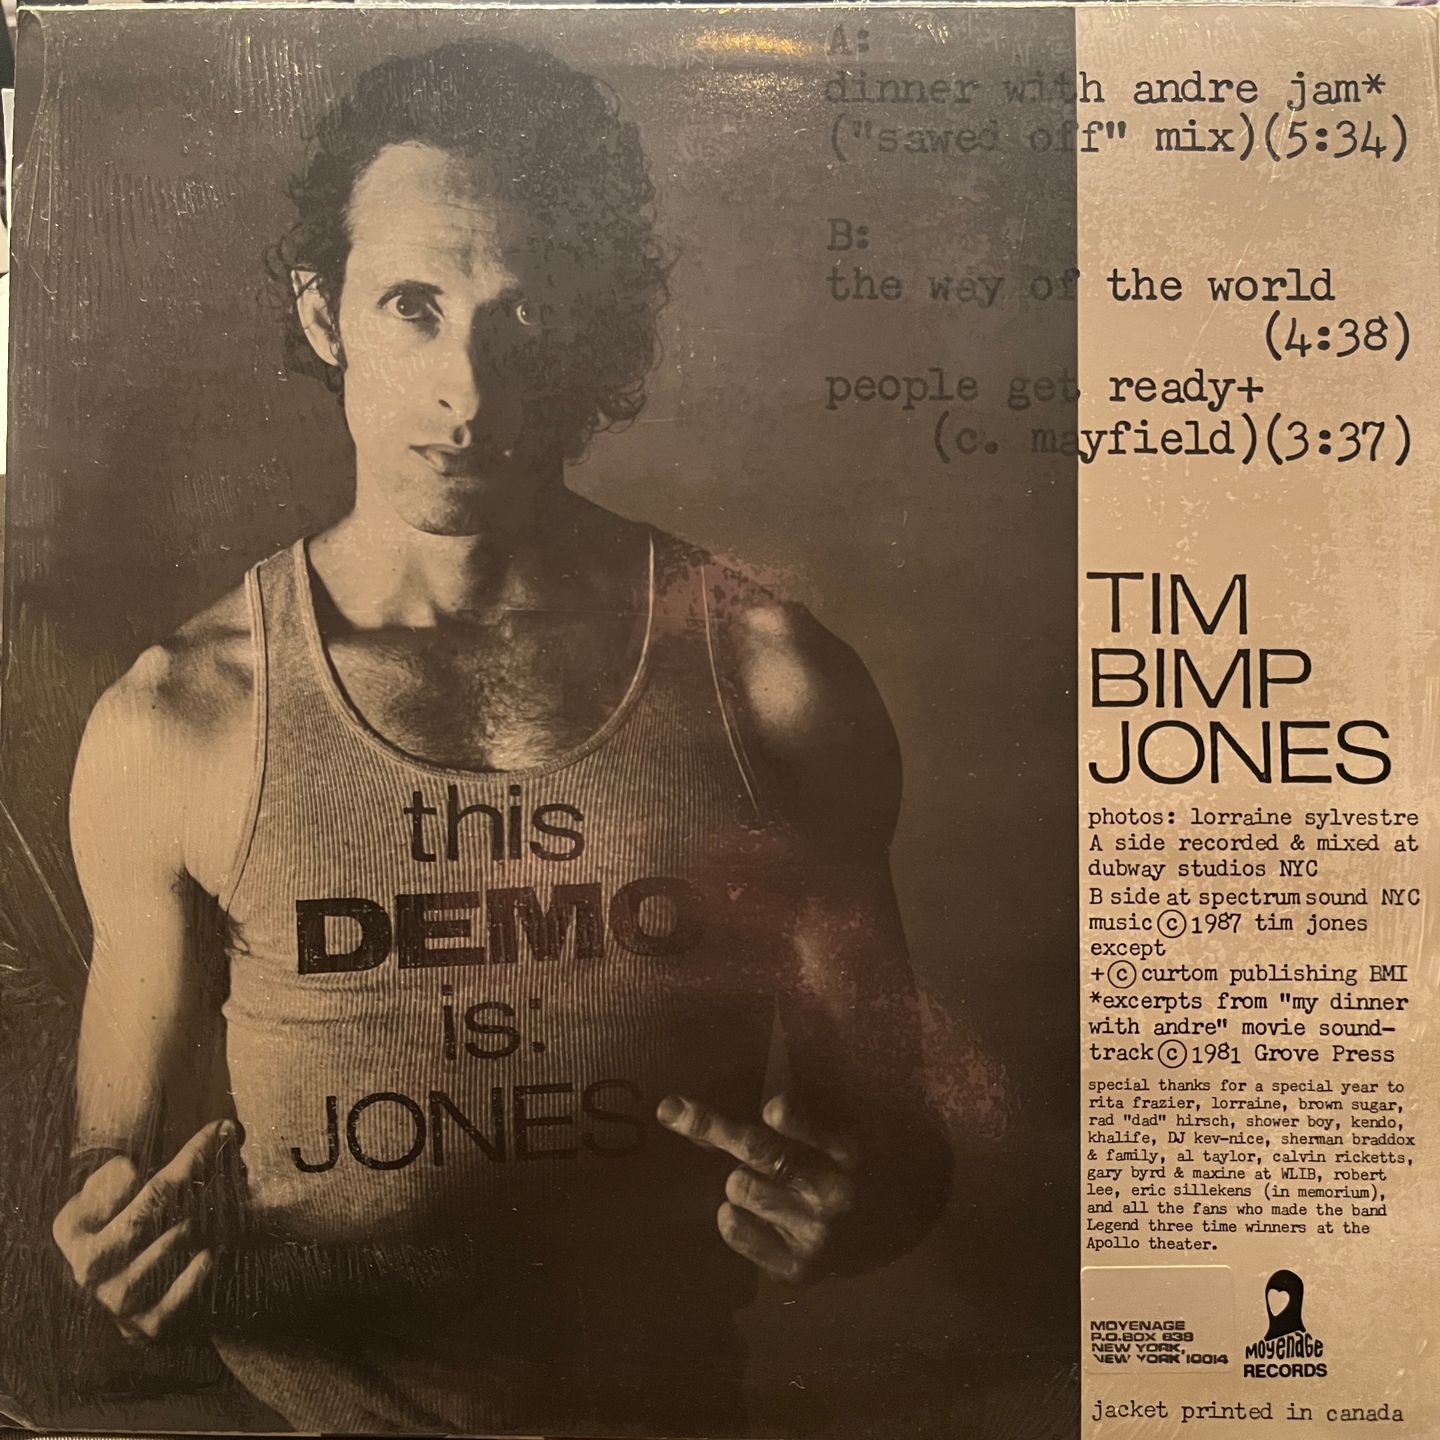 A:
dinner with andre jam*
("sawed off" mix)(5:34)
B:
the way of the world
(4:38)
people get ready+
(c. mayfield)(3:37)
TIM
BIMP
JONES
photos: lorraine sylvestre
A side recorded & mixed at
dubway studios NYC
B side at spectrum sound NYC
music © 1987 tim jones
except
+© curtom publishing BMI
*excerpts from "my dinner
with andre" movie sound-
track © 1981 Grove Press
special thanks for a special year to
rita frazier, lorraine, brown sugar,
rad "dad" hirsch, shower boy, kendo,
khalife, DJ kev-nice, sherman braddox
& family, al taylor, calvin ricketts,
gary byrd & maxine at WLIB, robert
lee, eric sillekens (in memorium),
and all the fans who made the band
Legend three time winners at the
Apollo theater.
MOYENAGE
P.O.BOX 638
NEW YORK,
NEW YORK 10014
MOYENAGE
RECORDS
jacket printed in canada
this
DEMO
is:
JONES